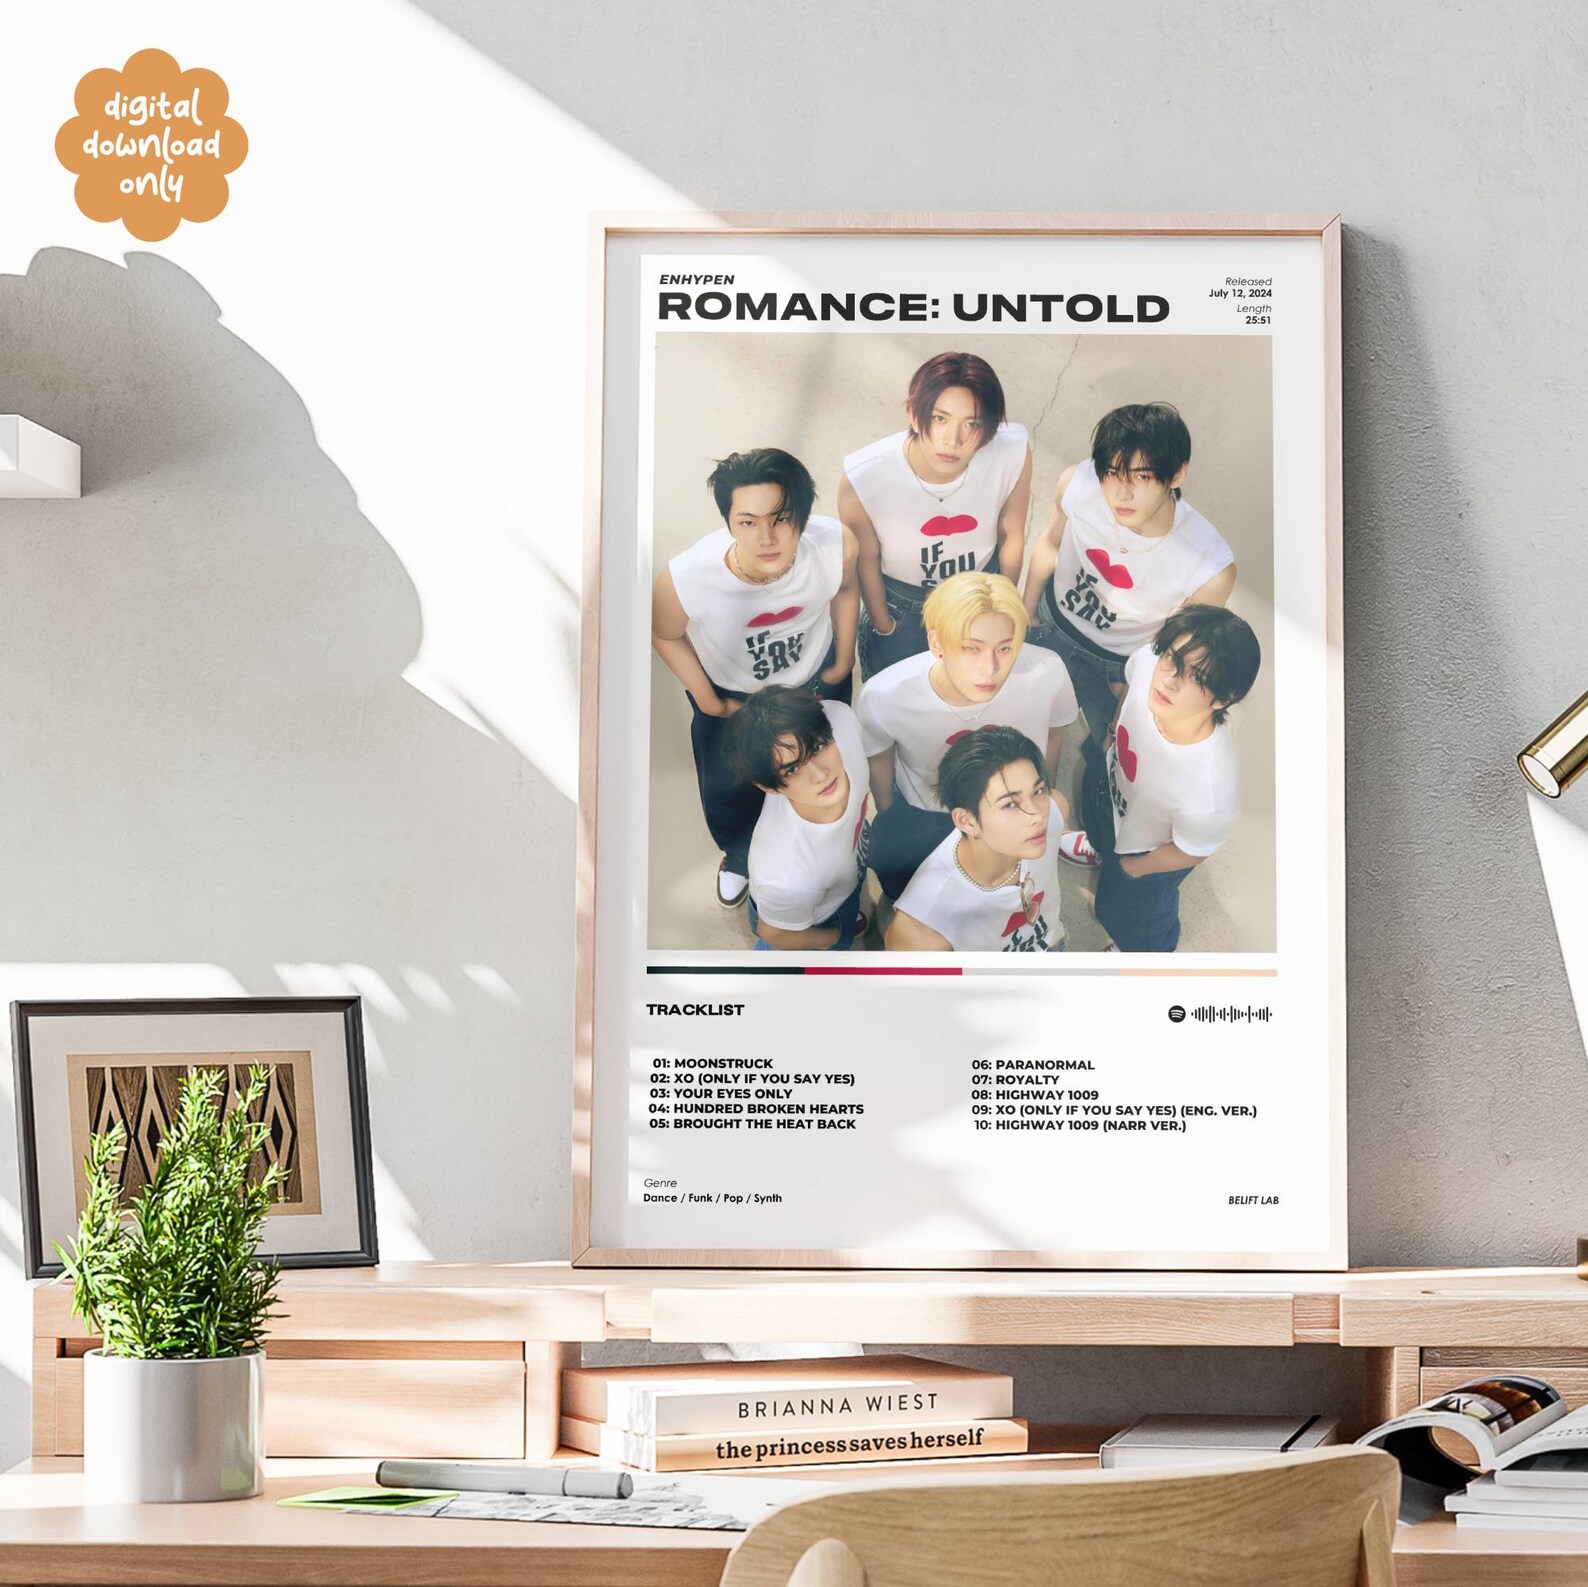 digital
download
only
ENHYPEN
ROMANCE: UNTOLD
Released
July 12, 2024
Length
25:51
IF
YOU
S
IF
YOU
SAY
IF
YOU
SAY
TRACKLIST
01: MOONSTRUCK
02: XO (ONLY IF YOU SAY YES)
03: YOUR EYES ONLY
04: HUNDRED BROKEN HEARTS
05: BROUGHT THE HEAT BACK
06: PARANORMAL
07: ROYALTY
08: HIGHWAY 1009
09: XO (ONLY IF YOU SAY YES) (ENG. VER.)
10: HIGHWAY 1009 (NARR VER.)
Genre
Dance / Funk / Pop / Synth
BELIFT LAB
BRIANNA WIEST
the princess saves herself